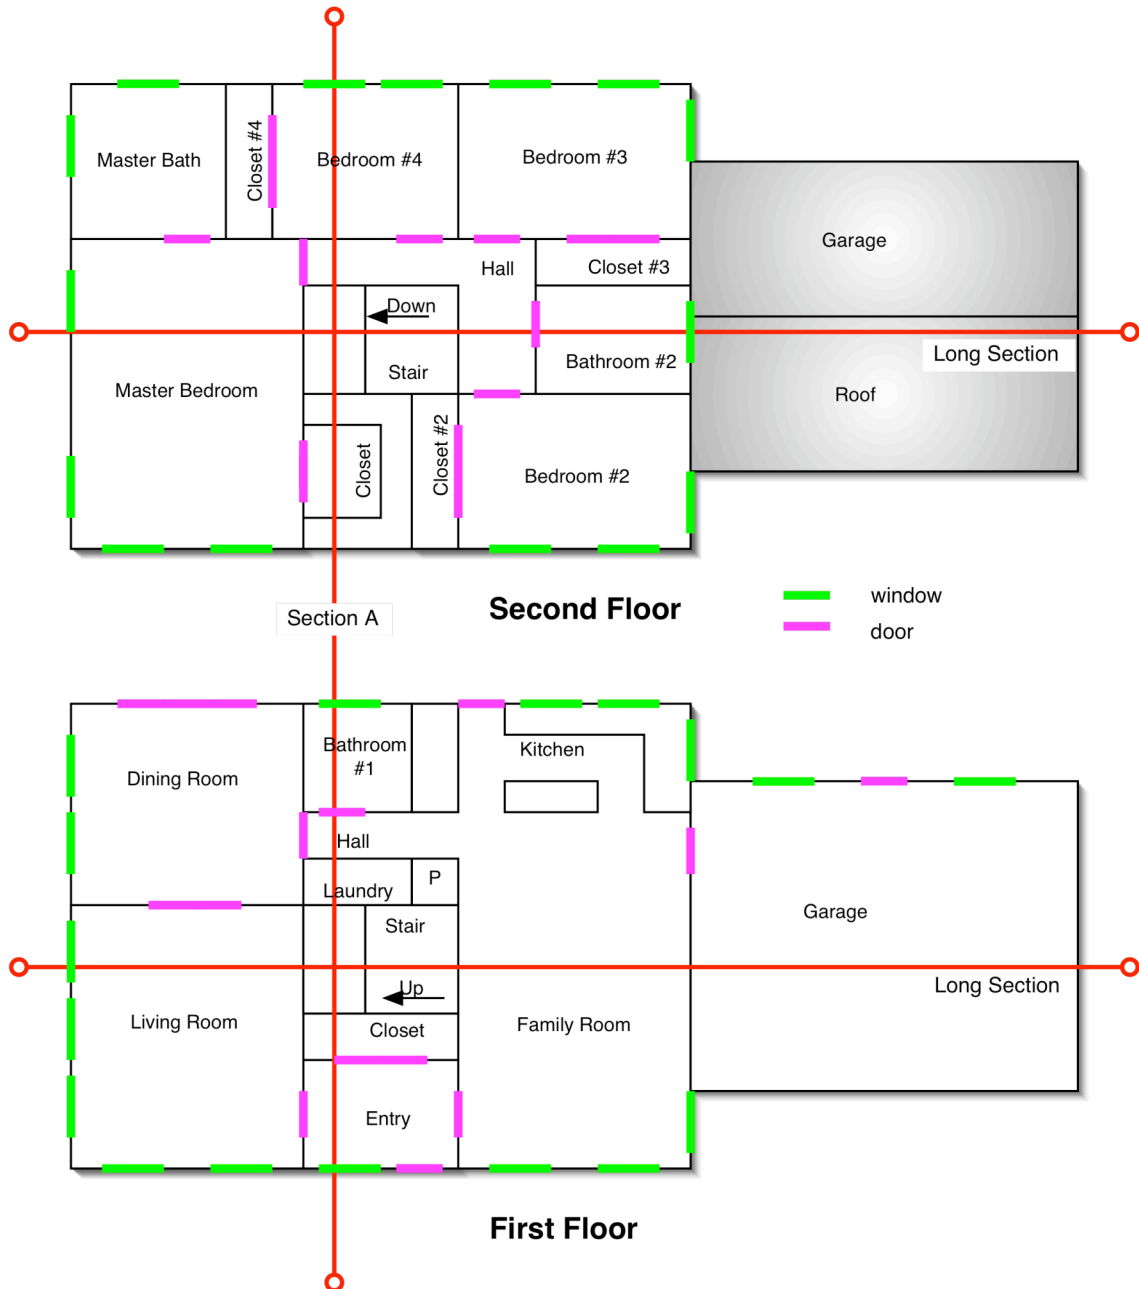 Master Bath
Closet #4
Bedroom #4
Bedroom #3
Garage
Hall
Closet #3
Down
Long Section
Bathroom #2
Stair
Master Bedroom
Roof
Closet
Closet #2
Bedroom #2
Section A
Second Floor
window
door
Bathroom
#1
Kitchen
Dining Room
Hall
P
Laundry
Garage
Stair
Up
Long Section
Living Room
Closet
Family Room
Entry
First Floor